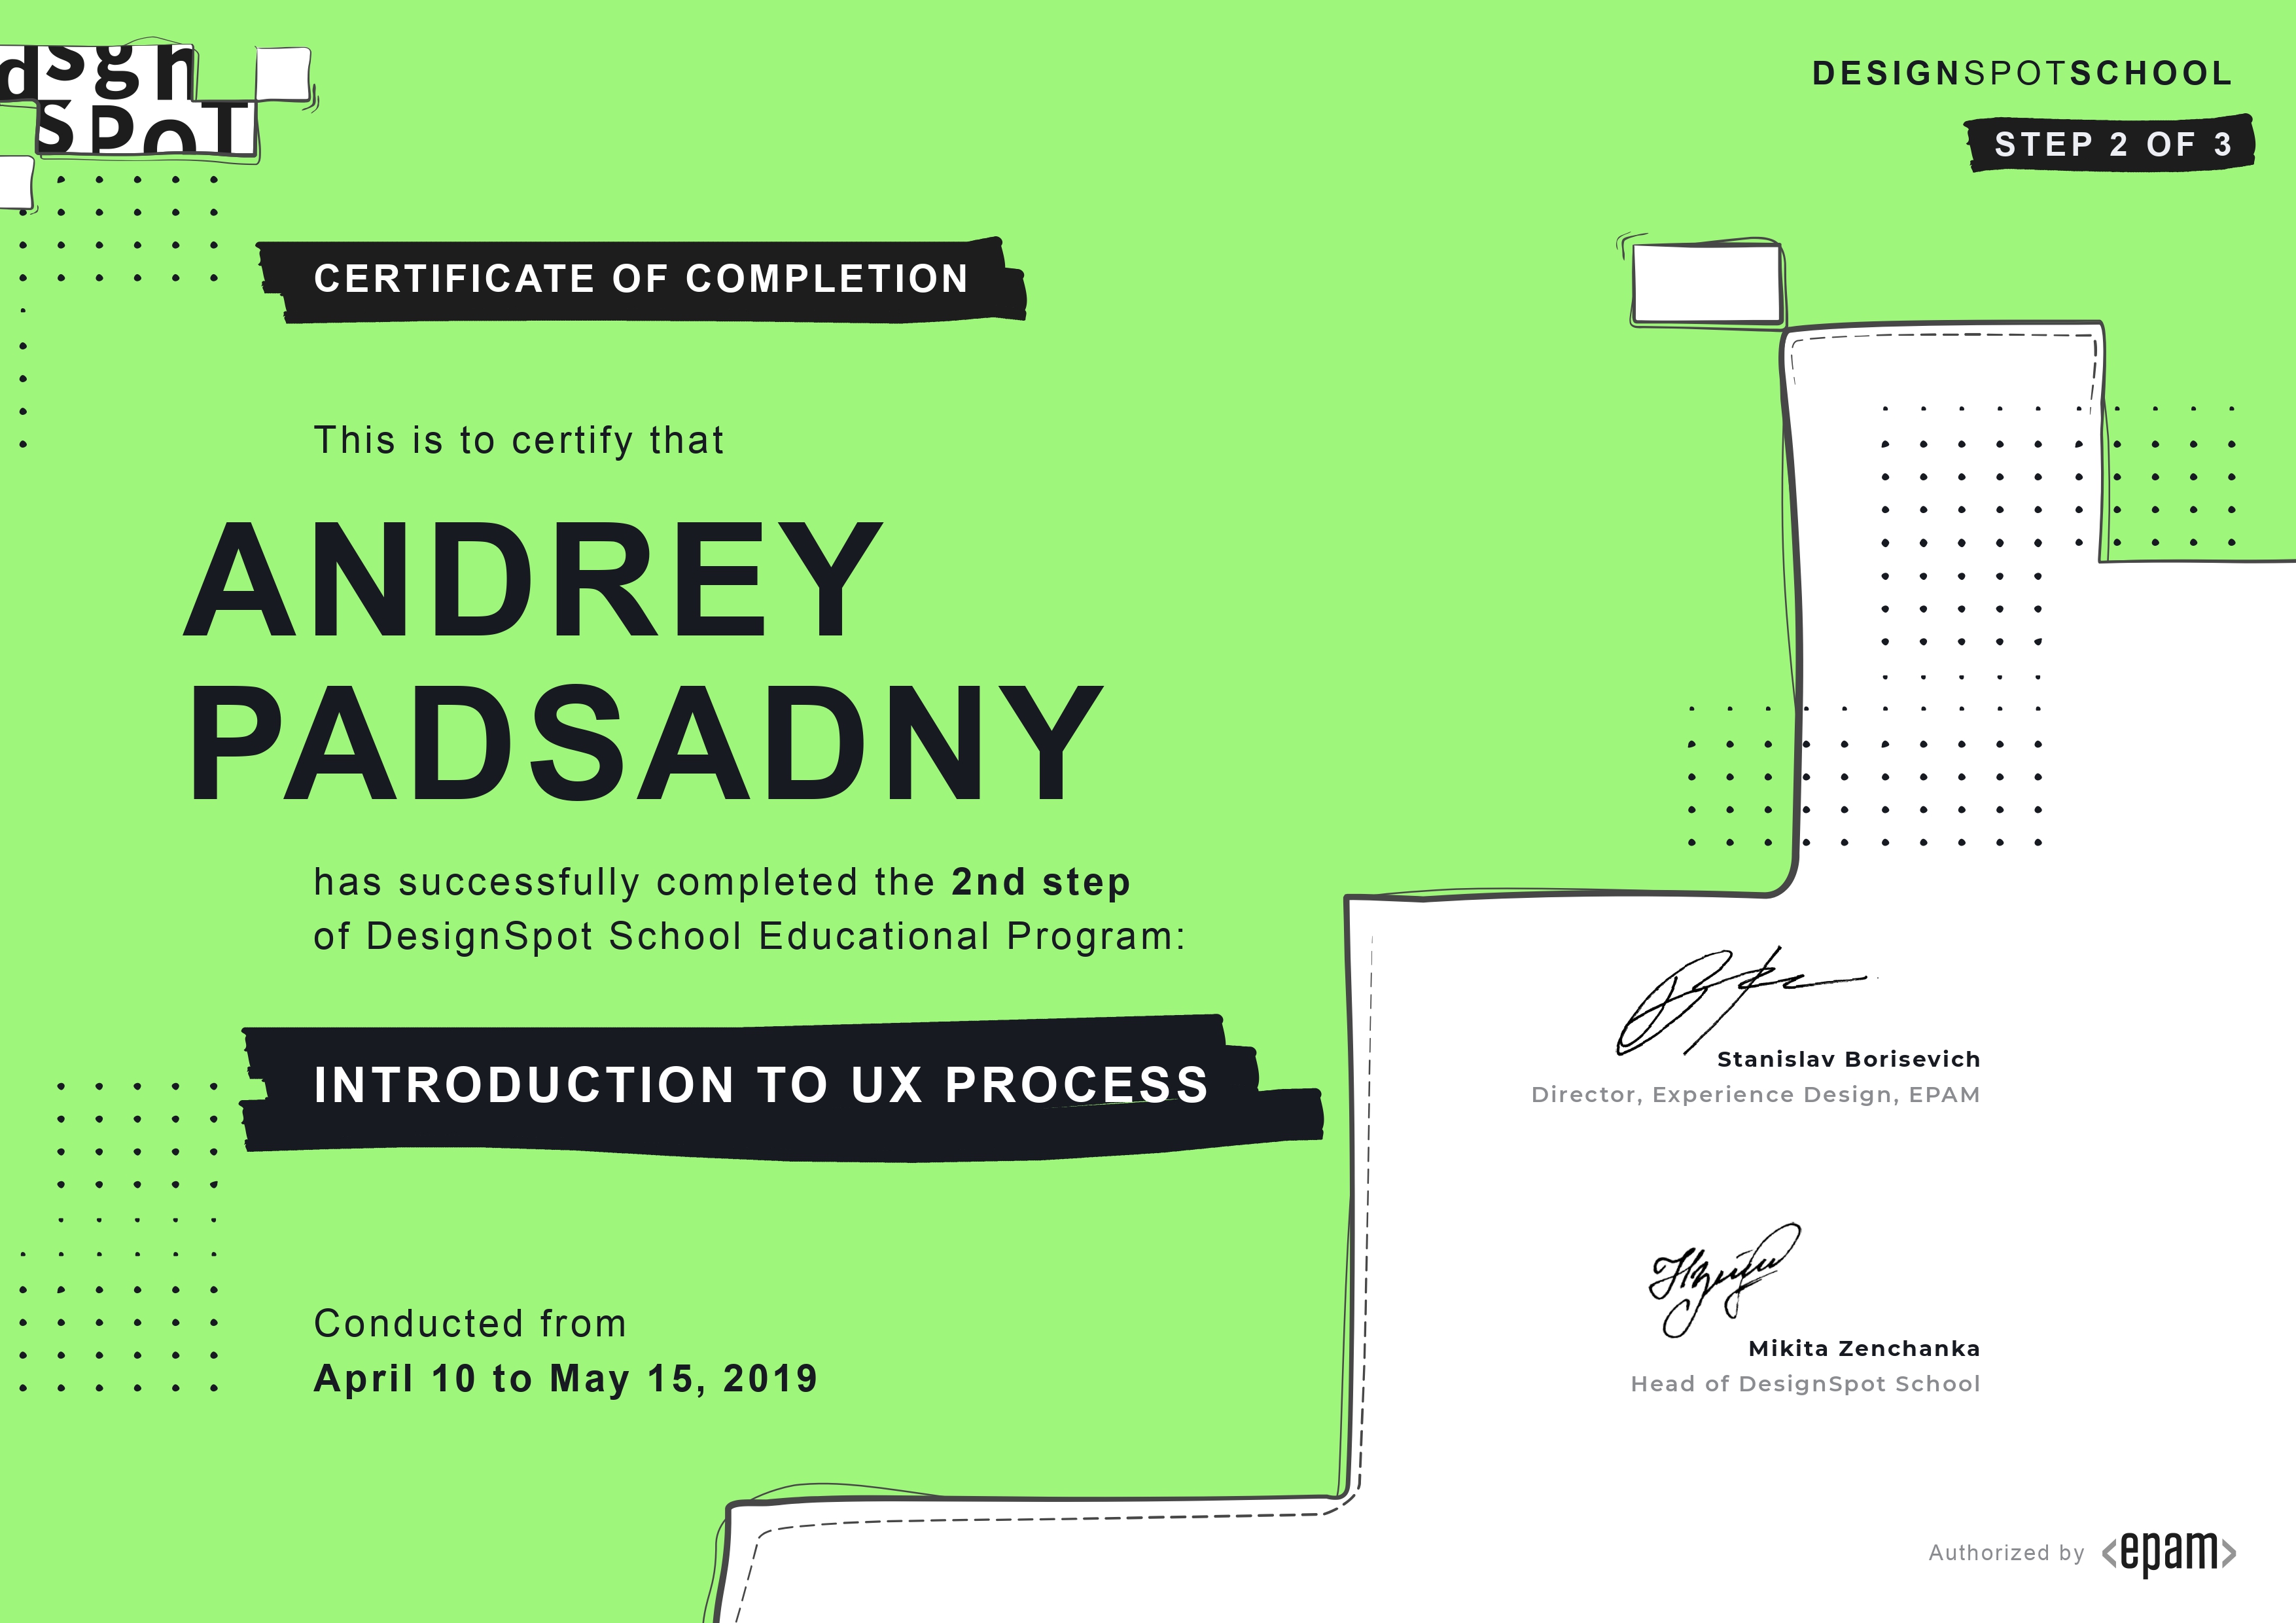 dsgn
SPoT
DESIGNSPOTSCHOOL
STEP 2 OF 3
CERTIFICATE OF COMPLETION
This is to certify that
ANDREY
PADSADNY
has successfully completed the 2nd step
of DesignSpot School Educational Program:
INTRODUCTION TO UX PROCESS
Conducted from
April 10 to May 15, 2019
Stanislav Borisevich
Director, Experience Design, EPAM
Mikita Zenchanka
Head of DesignSpot School
Authorized by <epam>